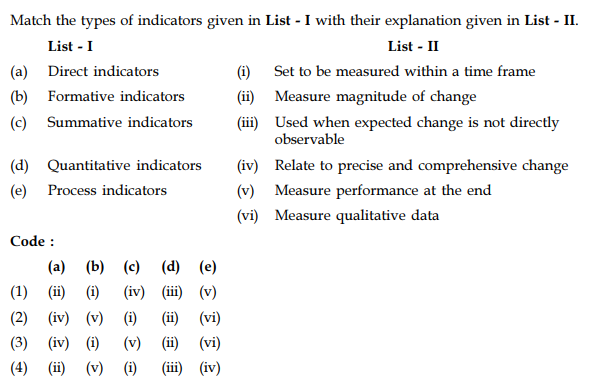 Match the types of indicators given in List - I with their explanation given in List - II.
List - I List - II
(a) Direct indicators (i) Set to be measured within a time frame
(b) Formative indicators (ii) Measure magnitude of change
(c) Summative indicators (iii) Used when expected change is not directly
observable
(d) Quantitative indicators (iv) Relate to precise and comprehensive change
(e) Process indicators (v) Measure performance at the end
(vi) Measure qualitative data
Code :
(a) (b) (c) (d) (e)
(1) (ii) (i) (iv) (iii) (v)
(2) (iv) (v) (i) (ii) (vi)
(3) (iv) (i) (v) (ii) (vi)
(4) (ii) (v) (i) (iii) (iv)